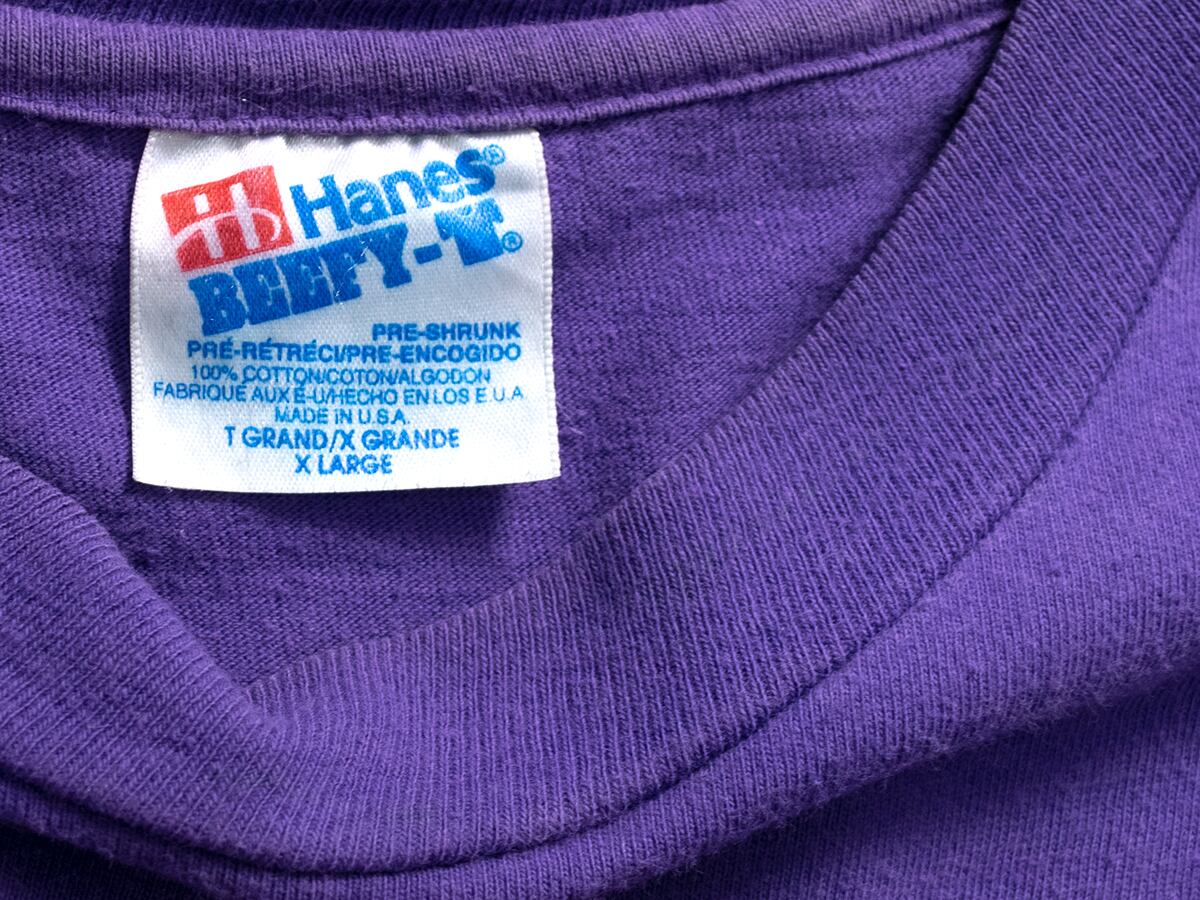 Hanes®
BEEFY-T®
PRE-SHRUNK
PRÉ-RÉTRÉCI/PRE-ENCOGIDO
100% COTTON/COTON/ALGODON
FABRIQUÉ AUX É-U/HECHO EN LOS E.U.A
MADE IN U.S.A.
T GRAND/X GRANDE
X LARGE